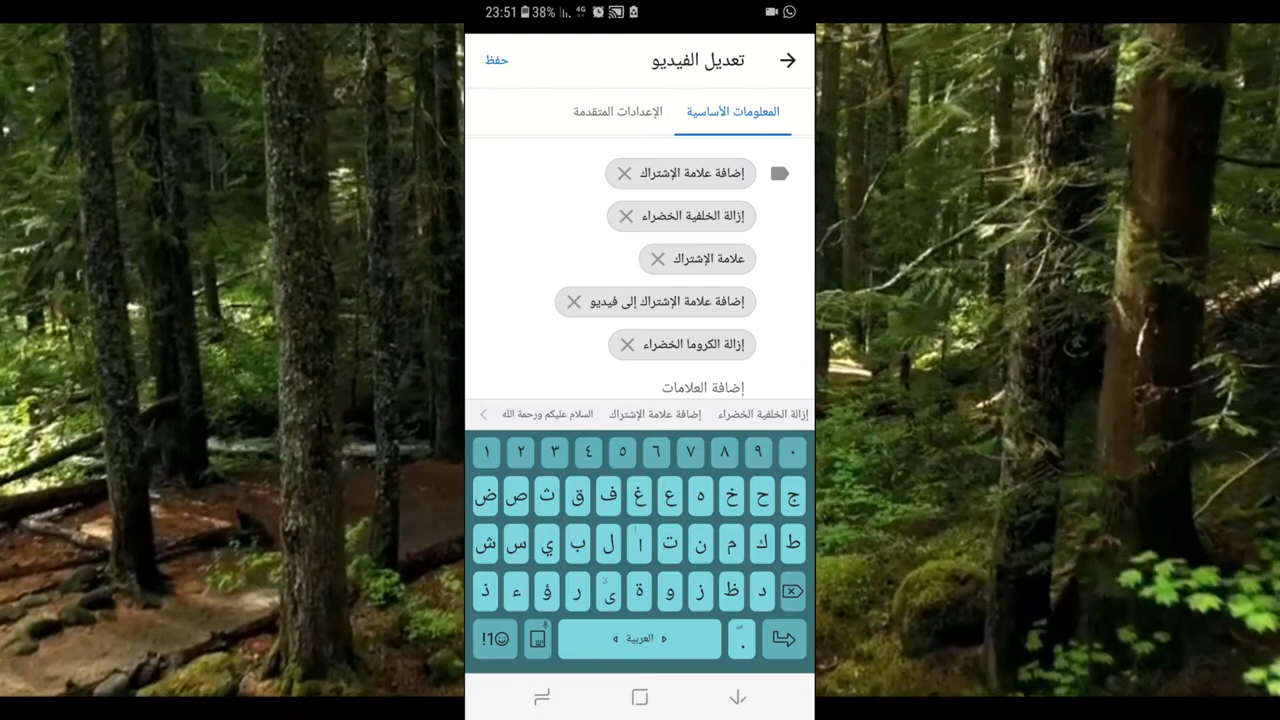 23:51 38% 4G
تعديل الفيديو
حفظ
المعلومات الأساسية
الإعدادات المتقدمة
إضافة علامة الإشتراك
إزالة الخلفية الخضراء
علامة الإشتراك
إضافة علامة الإشتراك إلى فيديو
إزالة الكروما الخضراء
إضافة العلامات
إزالة الخلفية الخضراء إضافة علامة الإشتراك السلام عليكم ورحمة الله
١ ٢ ٣ ٤ ٥ ٦ ٧ ٨ ٩ ٠
ض ص ث ق ف غ ع ه خ ح ج
ش س ي ب ل ا ت ن م ك ط
ذ ء ؤ ر ى ة و ز ظ د
!1 العربية .